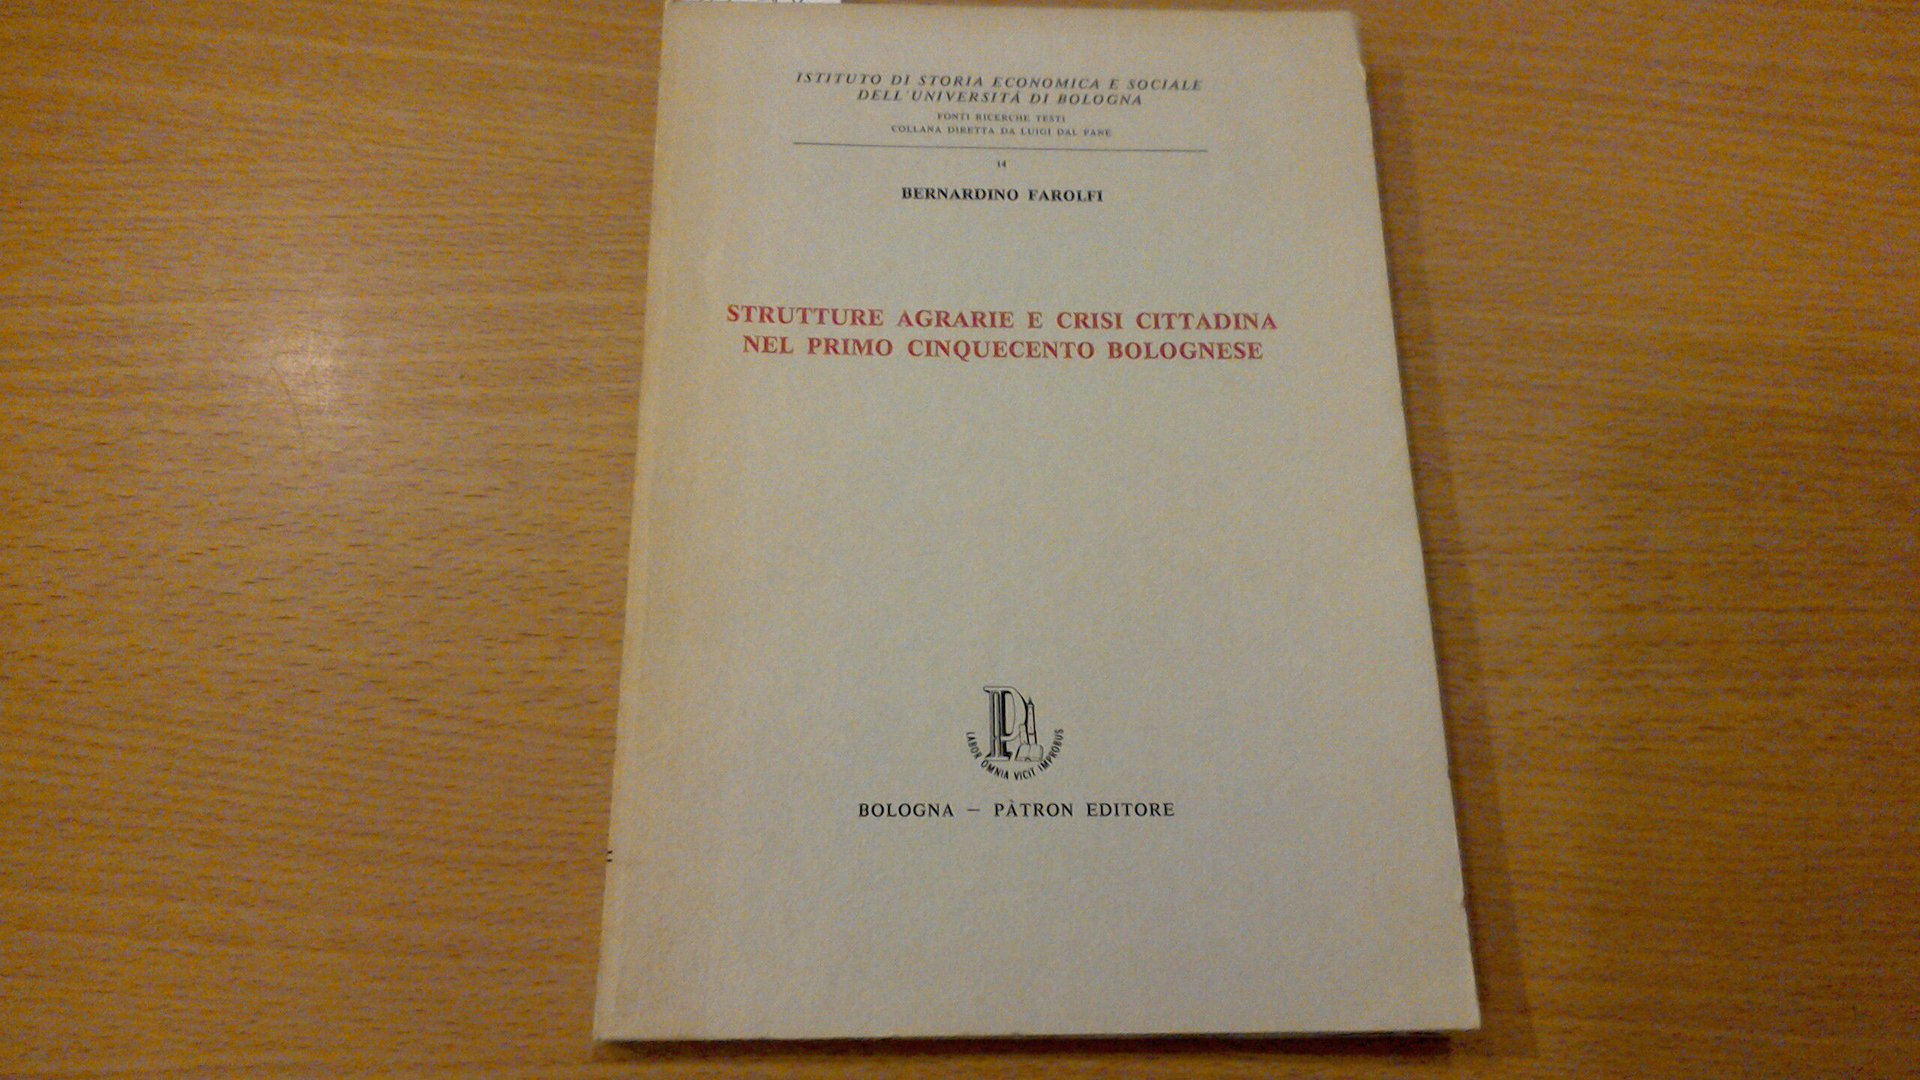 ISTITUTO DI STORIA ECONOMICA E SOCIALE
DELL'UNIVERSITÀ DI BOLOGNA
FONTI RICERCHE TESTI
COLLANA DIRETTA DA LUIGI DAL PANE
14
BERNARDINO FAROLFI
STRUTTURE AGRARIE E CRISI CITTADINA
NEL PRIMO CINQUECENTO BOLOGNESE
LABOR OMNIA VICIT IMPROBUS
BOLOGNA — PÀTRON EDITORE